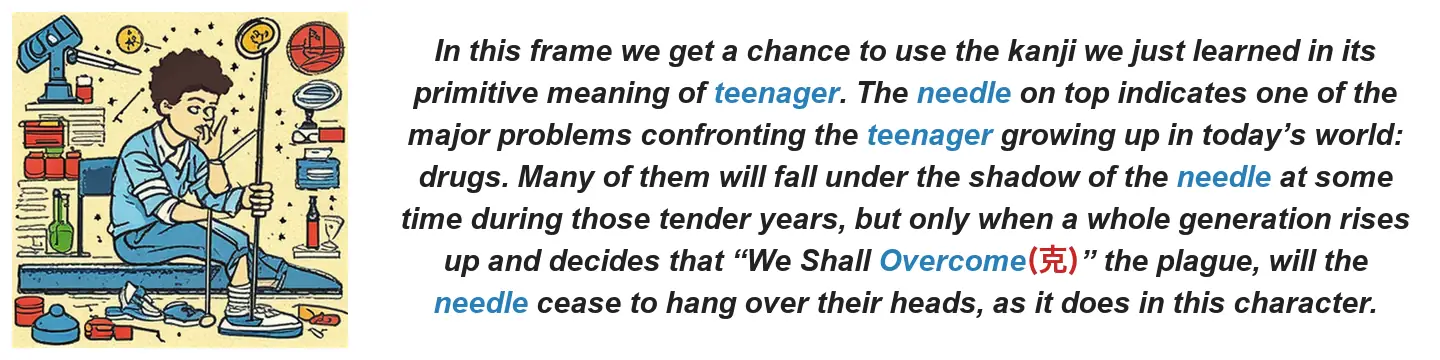 In this frame we get a chance to use the kanji we just learned in its
primitive meaning of teenager. The needle on top indicates one of the
major problems confronting the teenager growing up in today’s world:
drugs. Many of them will fall under the shadow of the needle at some
time during those tender years, but only when a whole generation rises
up and decides that “We Shall Overcome(克)” the plague, will the
needle cease to hang over their heads, as it does in this character.